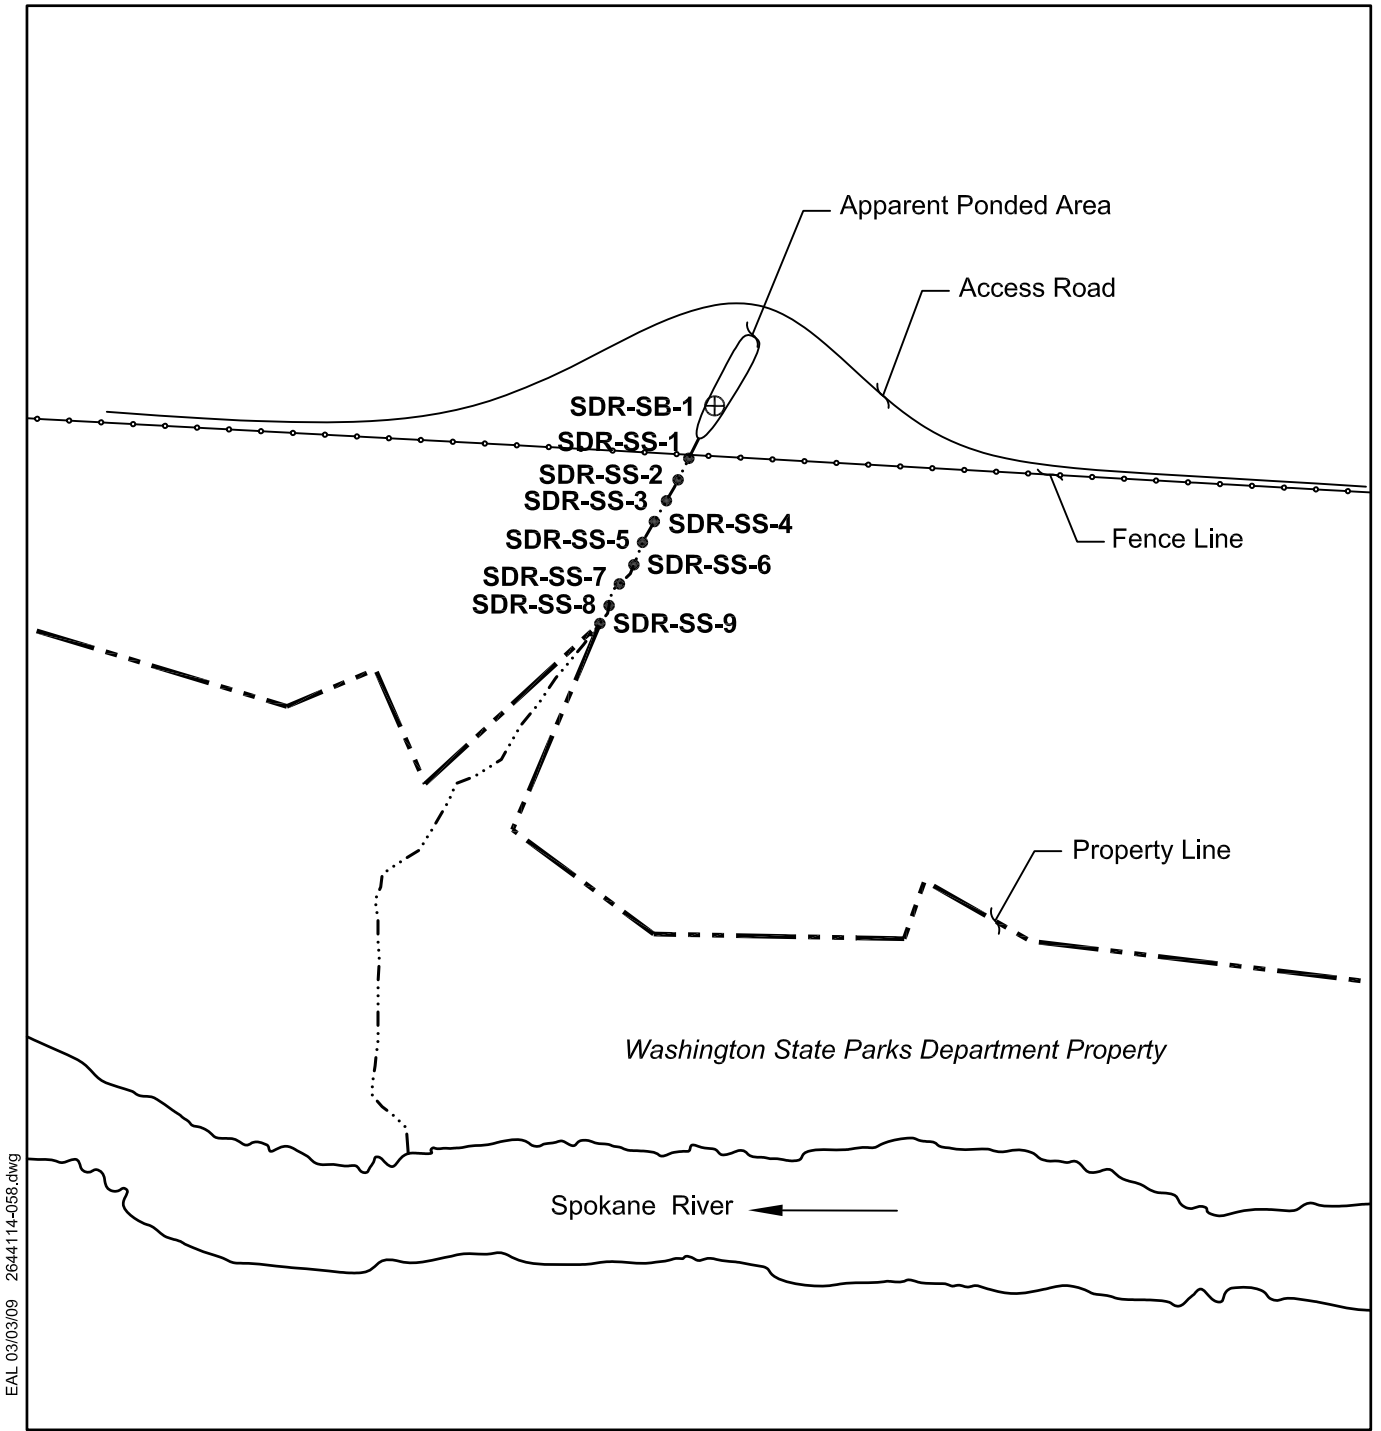 Apparent Ponded Area
Access Road
SDR-SB-1
SDR-SS-1
SDR-SS-2
SDR-SS-3
SDR-SS-4
SDR-SS-5
Fence Line
SDR-SS-6
SDR-SS-7
SDR-SS-8
SDR-SS-9
Property Line
Washington State Parks Department Property
Spokane River
EAL 03/03/09 2644114-058.dwg